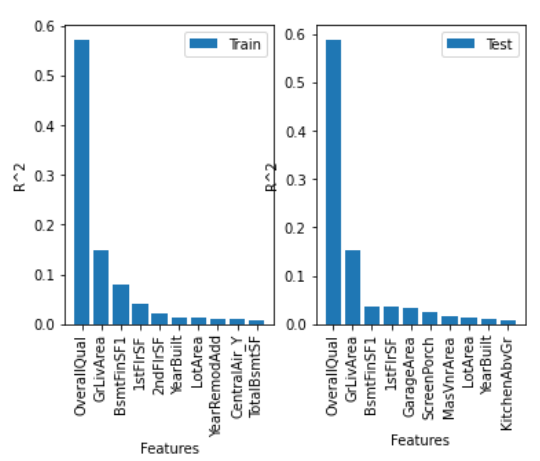 0.6
0.5
0.4
0.3
0.2
0.1
0.0
R^2
Train
OverallQual
GrLivArea
BsmtFinSF1
1stFlrSF
2ndFlrSF
YearBuilt
LotArea
YearRemodAdd
CentralAir_Y
TotalBsmtSF
Features
0.6
0.5
0.4
0.3
0.2
0.1
0.0
R^2
Test
OverallQual
GrLivArea
BsmtFinSF1
1stFlrSF
GarageArea
ScreenPorch
MasVnrArea
LotArea
YearBuilt
KitchenAbvGr
Features